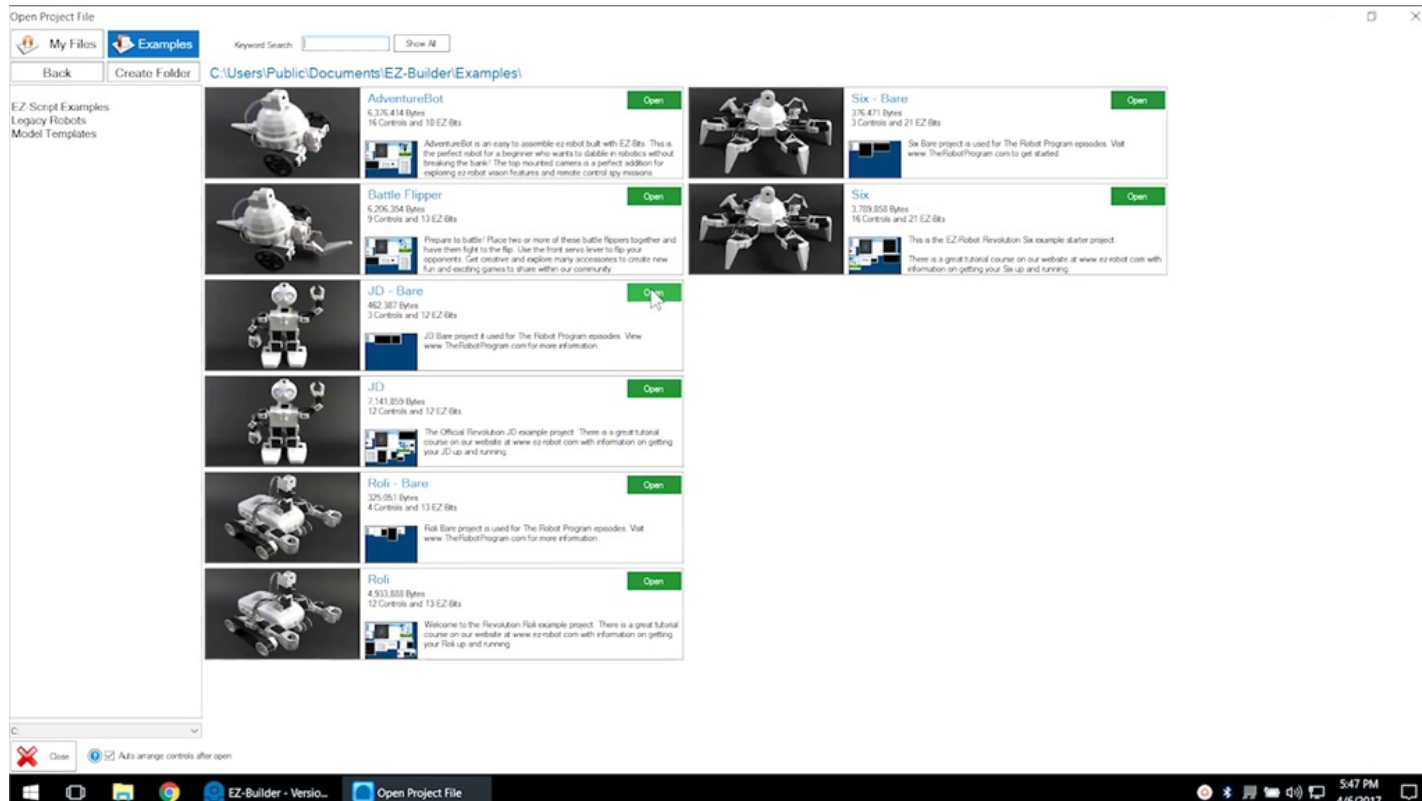 Open Project File
My Files
Examples
Keyword Search
Show All
Back
Create Folder
C:\Users\Public\Documents\EZ-Builder\Examples\
EZ-Script Examples
Legacy Robots
Model Templates
AdventureBot
Open
6,376,414 Bytes
16 Controls and 10 EZ-Bits
AdventureBot is an easy to assemble ez-robot built with EZ-Bits. This is
the perfect robot for a beginner who wants to dabble in robotics without
breaking the bank! The top mounted camera is a perfect addition for
exploring ez-robot vision features and remote control spy missions.
Battle Flipper
Open
6,206,354 Bytes
9 Controls and 13 EZ-Bits
Prepare to battle! Place two or more of these battle flippers together and
have them fight to the flip. Use the front servo lever to flip your
opponents. Get creative and explore many accessories to create new
fun and exciting games to share within our community.
JD - Bare
Open
462,387 Bytes
3 Controls and 12 EZ-Bits
JD Bare project it used for The Robot Program episodes. View
www.TheRobotProgram.com for more information.
JD
Open
7,141,859 Bytes
12 Controls and 12 EZ-Bits
The Official Revolution JD example project. There is a great tutorial
course on our website at www.ez-robot.com with information on getting
your JD up and running.
Roli - Bare
Open
325,051 Bytes
4 Controls and 13 EZ-Bits
Roli Bare project is used for The Robot Program episodes. Visit
www.TheRobotProgram.com for more information.
Roli
Open
4,933,888 Bytes
12 Controls and 13 EZ-Bits
Welcome to the Revolution Roli example project. There is a great tutorial
course on our website at www.ez-robot.com with information on getting
your Roli up and running.
Six - Bare
Open
376,471 Bytes
3 Controls and 21 EZ-Bits
Six Bare project is used for The Robot Program episodes. Visit
www.TheRobotProgram.com to get started.
Six
Open
3,789,858 Bytes
16 Controls and 21 EZ-Bits
This is the EZ-Robot Revolution Six example starter project.
There is a great tutorial course on our website at www.ez-robot.com with
information on getting your Six up and running.
C:
Close
Auto arrange controls after open
EZ-Builder - Versio...
Open Project File
5:47 PM
4/6/2017